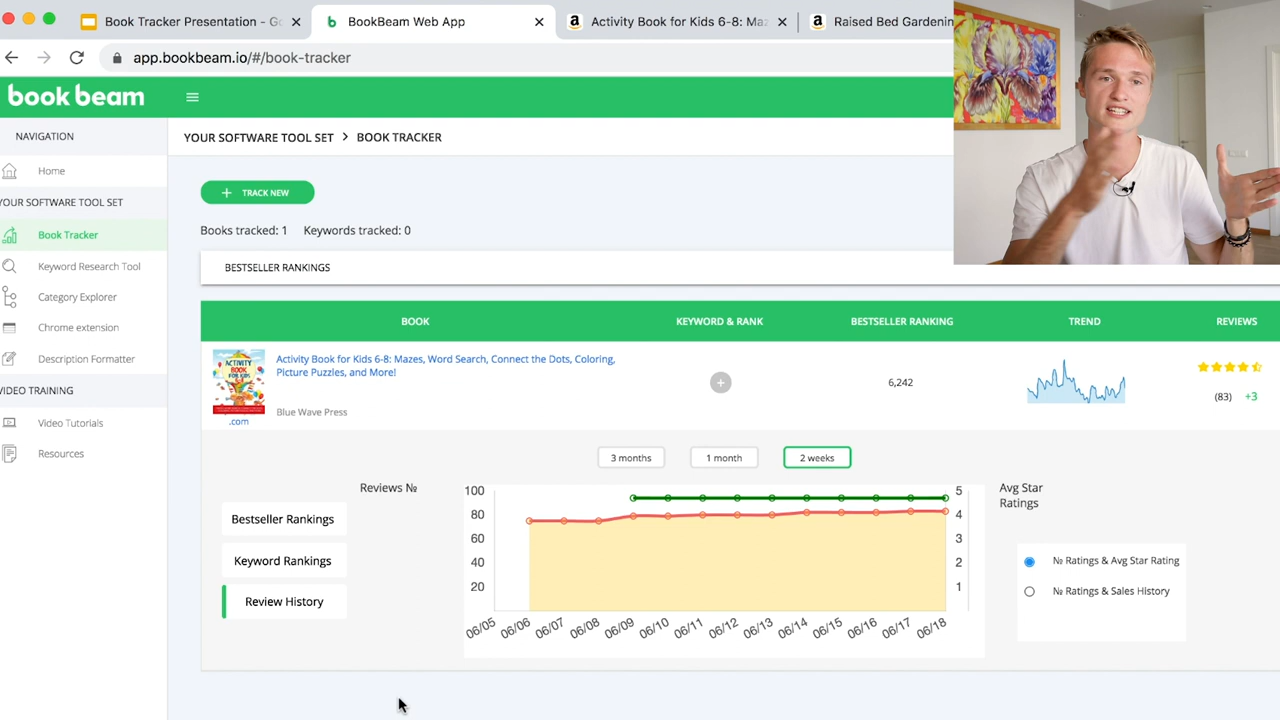 Book Tracker Presentation - Go
BookBeam Web App
Activity Book for Kids 6-8: Maz
Raised Bed Gardening
app.bookbeam.io/#/book-tracker
book beam
NAVIGATION
Home
YOUR SOFTWARE TOOL SET
Book Tracker
Keyword Research Tool
Category Explorer
Chrome extension
Description Formatter
VIDEO TRAINING
Video Tutorials
Resources
YOUR SOFTWARE TOOL SET > BOOK TRACKER
+ TRACK NEW
Books tracked: 1 Keywords tracked: 0
BESTSELLER RANKINGS
BOOK KEYWORD & RANK BESTSELLER RANKING TREND REVIEWS
ACTIVITY
BOOK FOR
KIDS
Activity Book for Kids 6-8: Mazes, Word Search, Connect the Dots, Coloring,
Picture Puzzles, and More!
Blue Wave Press
.com
6,242
(83) +3
3 months 1 month 2 weeks
Reviews №
Bestseller Rankings
Keyword Rankings
Review History
100
80
60
40
20
5
4
3
2
1
06/05 06/06 06/07 06/08 06/09 06/10 06/11 06/12 06/13 06/14 06/15 06/16 06/17 06/18
Avg Star
Ratings
№ Ratings & Avg Star Rating
№ Ratings & Sales History